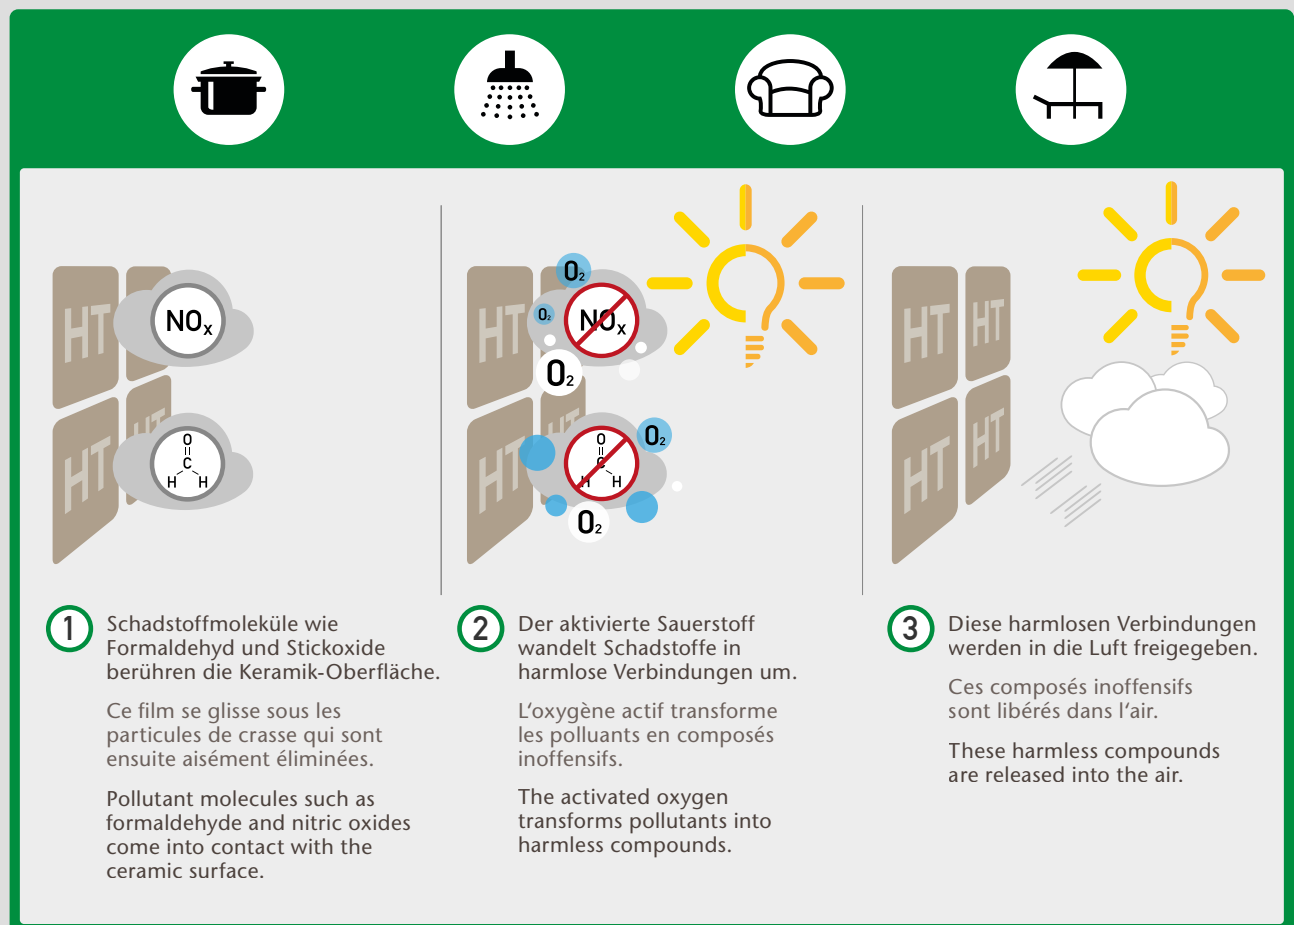 HT
HT
HT
NOx
O
C
H H
HT
HT
HT
O2
O2
NOx
O2
O
C
H H
O2
O2
HT
HT
HT
HT
1
Schadstoffmoleküle wie
Formaldehyd und Stickoxide
berühren die Keramik-Oberfläche.
Ce film se glisse sous les
particules de crasse qui sont
ensuite aisément éliminées.
Pollutant molecules such as
formaldehyde and nitric oxides
come into contact with the
ceramic surface.
2
Der aktivierte Sauerstoff
wandelt Schadstoffe in
harmlose Verbindungen um.
L‘oxygène actif transforme
les polluants en composés
inoffensifs.
The activated oxygen
transforms pollutants into
harmless compounds.
3
Diese harmlosen Verbindungen
werden in die Luft freigegeben.
Ces composés inoffensifs
sont libérés dans l‘air.
These harmless compounds
are released into the air.